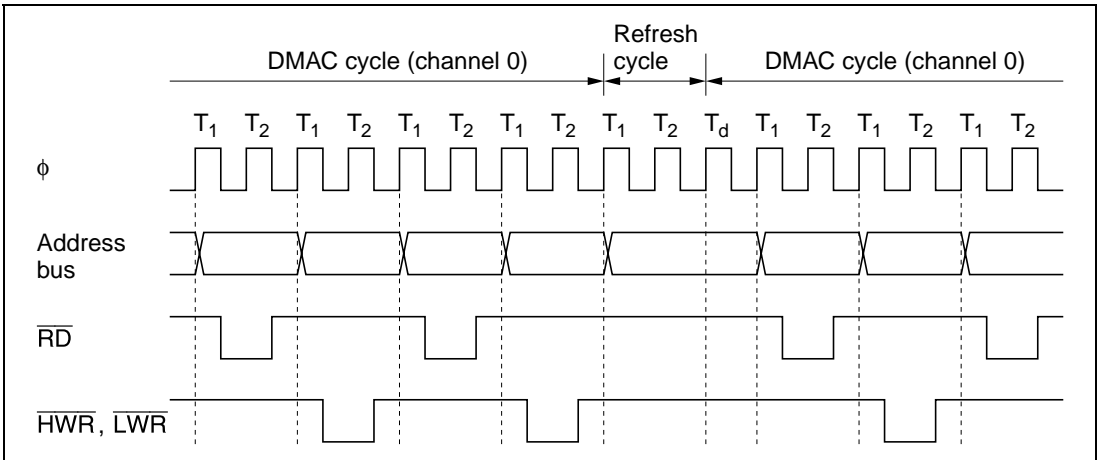 Refresh
DMAC cycle (channel 0) cycle DMAC cycle (channel 0)
T1 T2 T1 T2 T1 T2 T1 T2 T1 T2 Td T1 T2 T1 T2 T1 T2
ϕ
Address
bus
RD
HWR, LWR